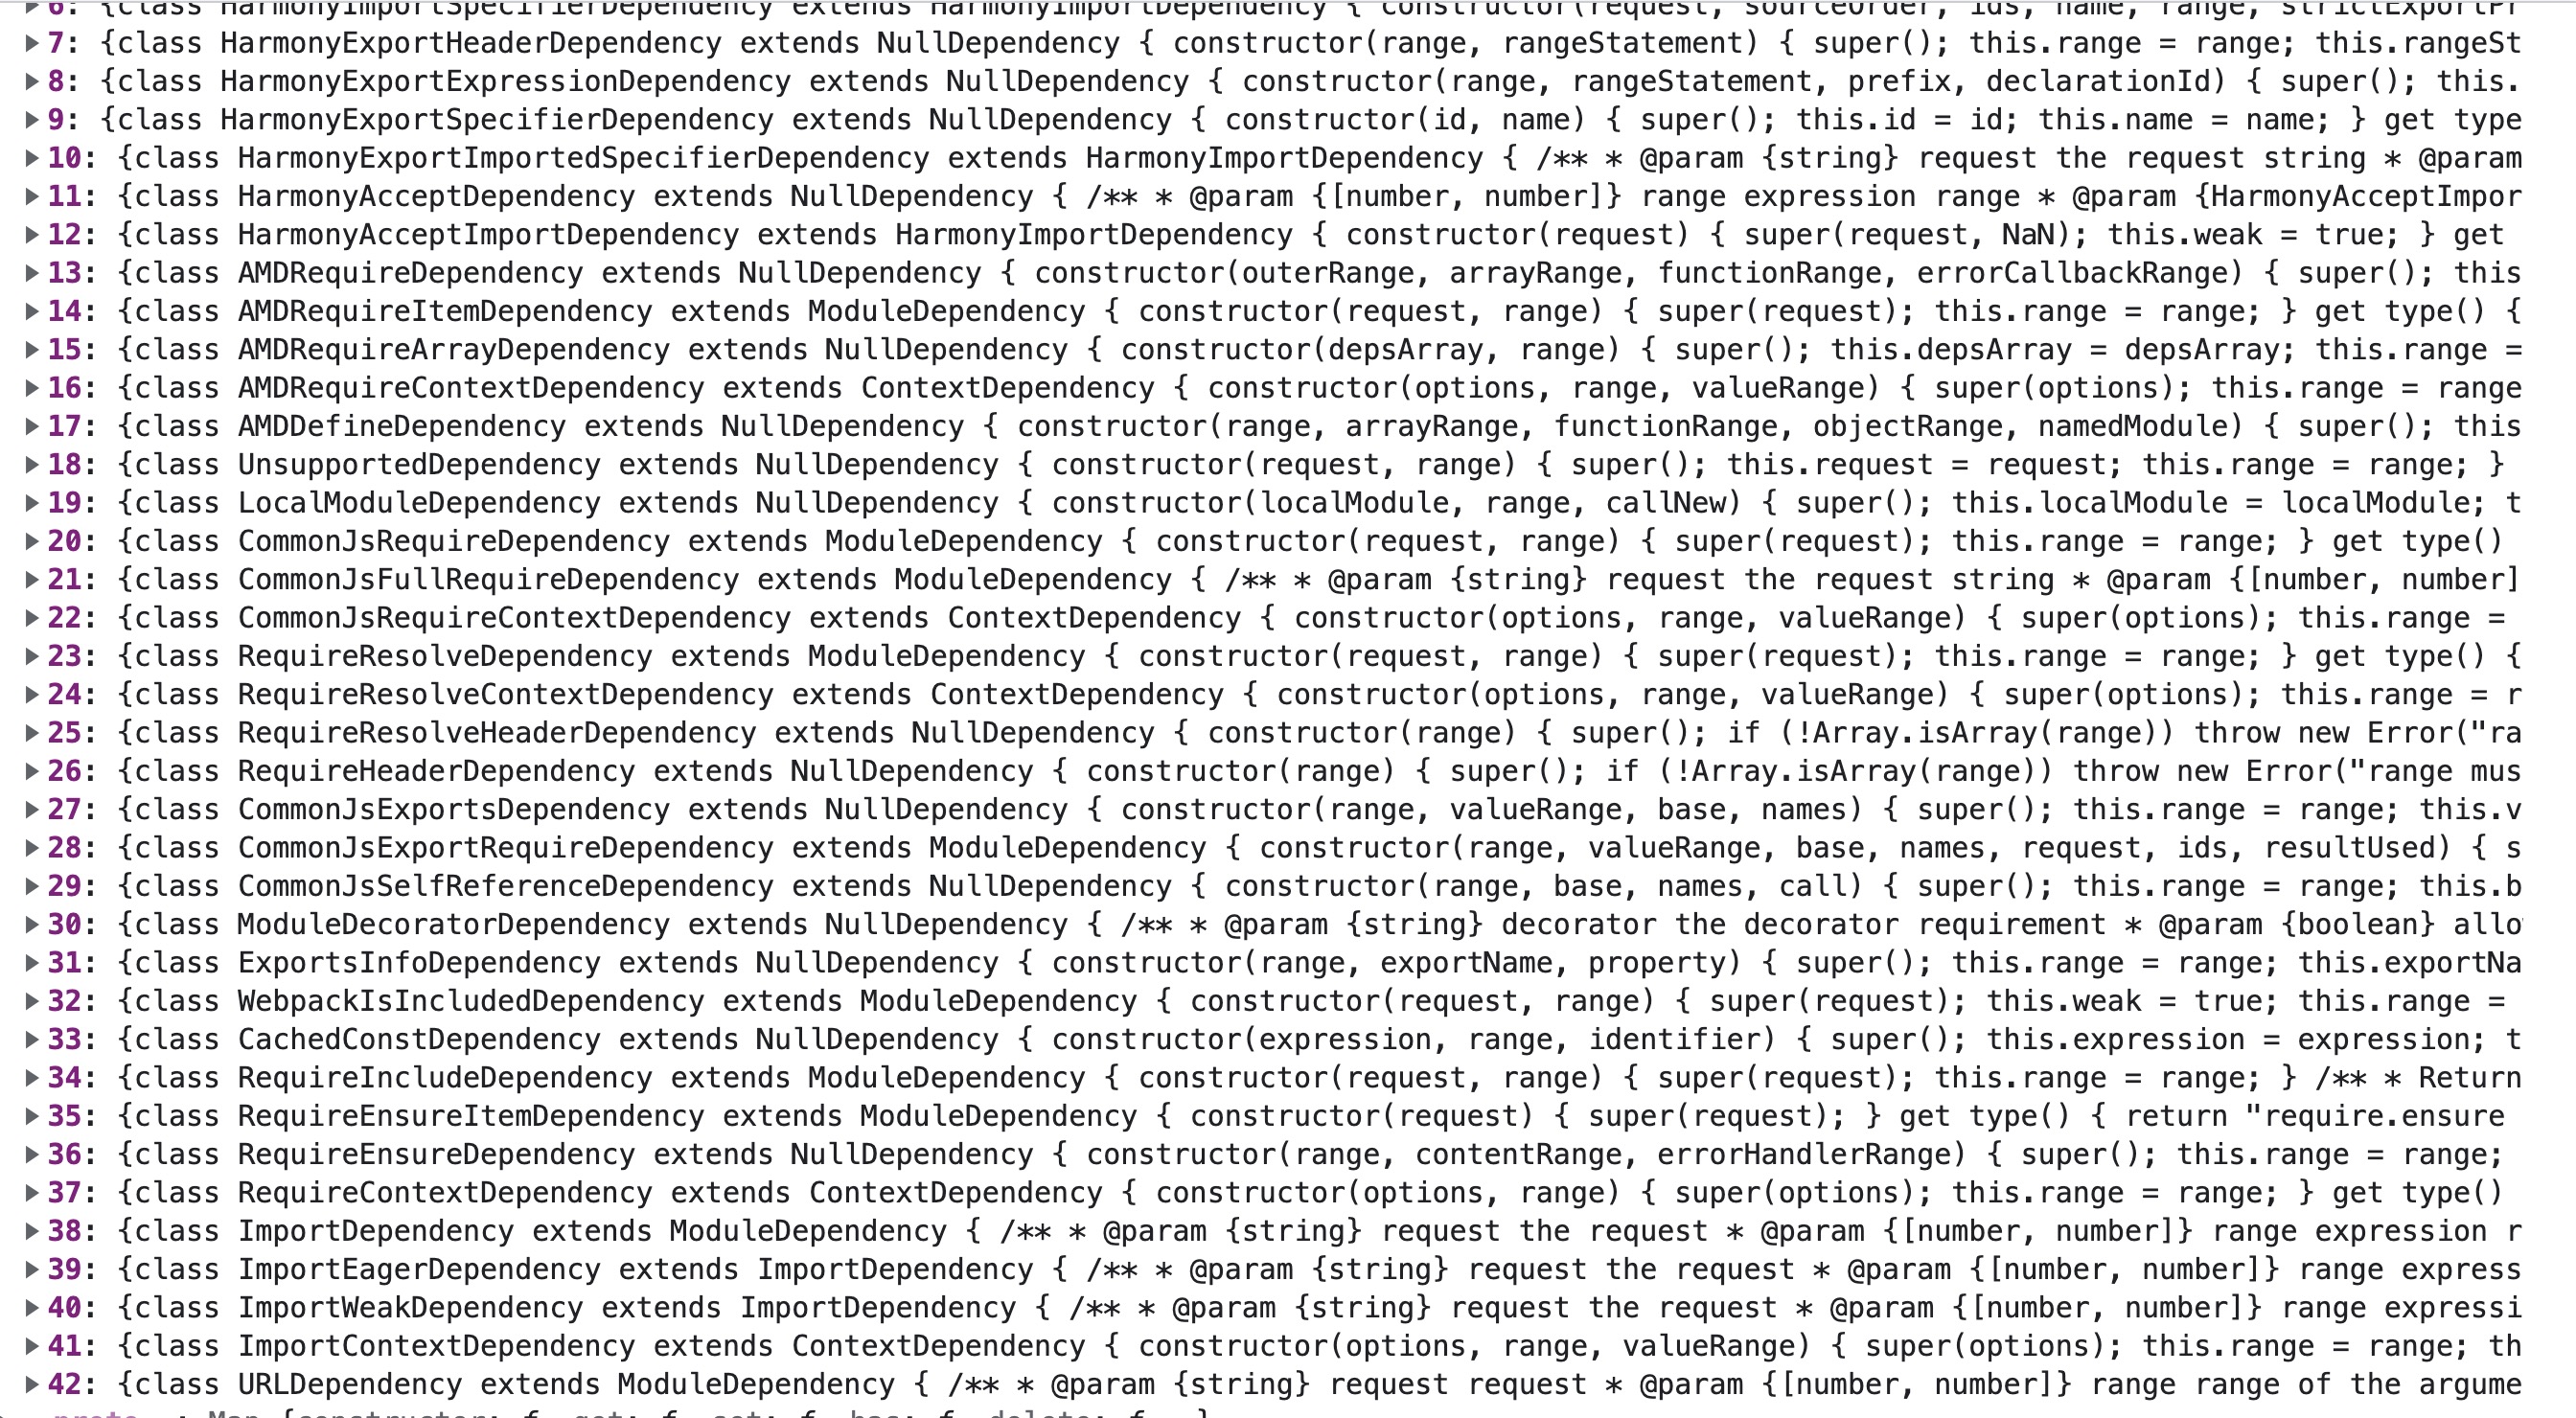 6: {class HarmonyImportSpecifierDependency extends HarmonyImportDependency { constructor(request, sourceOrder, ids, name, range, strictExportPr
7: {class HarmonyExportHeaderDependency extends NullDependency { constructor(range, rangeStatement) { super(); this.range = range; this.rangeSt
8: {class HarmonyExportExpressionDependency extends NullDependency { constructor(range, rangeStatement, prefix, declarationId) { super(); this.
9: {class HarmonyExportSpecifierDependency extends NullDependency { constructor(id, name) { super(); this.id = id; this.name = name; } get type
10: {class HarmonyExportImportedSpecifierDependency extends HarmonyImportDependency { /** * @param {string} request the request string * @param
11: {class HarmonyAcceptDependency extends NullDependency { /** * @param {[number, number]} range expression range * @param {HarmonyAcceptImpor
12: {class HarmonyAcceptImportDependency extends HarmonyImportDependency { constructor(request) { super(request, NaN); this.weak = true; } get
13: {class AMDRequireDependency extends NullDependency { constructor(outerRange, arrayRange, functionRange, errorCallbackRange) { super(); this
14: {class AMDRequireItemDependency extends ModuleDependency { constructor(request, range) { super(request); this.range = range; } get type() {
15: {class AMDRequireArrayDependency extends NullDependency { constructor(depsArray, range) { super(); this.depsArray = depsArray; this.range =
16: {class AMDRequireContextDependency extends ContextDependency { constructor(options, range, valueRange) { super(options); this.range = range
17: {class AMDDefineDependency extends NullDependency { constructor(range, arrayRange, functionRange, objectRange, namedModule) { super(); this
18: {class UnsupportedDependency extends NullDependency { constructor(request, range) { super(); this.request = request; this.range = range; }
19: {class LocalModuleDependency extends NullDependency { constructor(localModule, range, callNew) { super(); this.localModule = localModule; t
20: {class CommonJsRequireDependency extends ModuleDependency { constructor(request, range) { super(request); this.range = range; } get type()
21: {class CommonJsFullRequireDependency extends ModuleDependency { /** * @param {string} request the request string * @param {[number, number]
22: {class CommonJsRequireContextDependency extends ContextDependency { constructor(options, range, valueRange) { super(options); this.range =
23: {class RequireResolveDependency extends ModuleDependency { constructor(request, range) { super(request); this.range = range; } get type() {
24: {class RequireResolveContextDependency extends ContextDependency { constructor(options, range, valueRange) { super(options); this.range = r
25: {class RequireResolveHeaderDependency extends NullDependency { constructor(range) { super(); if (!Array.isArray(range)) throw new Error("ra
26: {class RequireHeaderDependency extends NullDependency { constructor(range) { super(); if (!Array.isArray(range)) throw new Error("range mus
27: {class CommonJsExportsDependency extends NullDependency { constructor(range, valueRange, base, names) { super(); this.range = range; this.v
28: {class CommonJsExportRequireDependency extends ModuleDependency { constructor(range, valueRange, base, names, request, ids, resultUsed) { s
29: {class CommonJsSelfReferenceDependency extends NullDependency { constructor(range, base, names, call) { super(); this.range = range; this.b
30: {class ModuleDecoratorDependency extends NullDependency { /** * @param {string} decorator the decorator requirement * @param {boolean} allo
31: {class ExportsInfoDependency extends NullDependency { constructor(range, exportName, property) { super(); this.range = range; this.exportNa
32: {class WebpackIsIncludedDependency extends ModuleDependency { constructor(request, range) { super(request); this.weak = true; this.range =
33: {class CachedConstDependency extends NullDependency { constructor(expression, range, identifier) { super(); this.expression = expression; t
34: {class RequireIncludeDependency extends ModuleDependency { constructor(request, range) { super(request); this.range = range; } /** * Return
35: {class RequireEnsureItemDependency extends ModuleDependency { constructor(request) { super(request); } get type() { return "require.ensure
36: {class RequireEnsureDependency extends NullDependency { constructor(range, contentRange, errorHandlerRange) { super(); this.range = range;
37: {class RequireContextDependency extends ContextDependency { constructor(options, range) { super(options); this.range = range; } get type()
38: {class ImportDependency extends ModuleDependency { /** * @param {string} request the request * @param {[number, number]} range expression r
39: {class ImportEagerDependency extends ImportDependency { /** * @param {string} request the request * @param {[number, number]} range express
40: {class ImportWeakDependency extends ImportDependency { /** * @param {string} request the request * @param {[number, number]} range expressi
41: {class ImportContextDependency extends ContextDependency { constructor(options, range, valueRange) { super(options); this.range = range; th
42: {class URLDependency extends ModuleDependency { /** * @param {string} request request * @param {[number, number]} range range of the argume